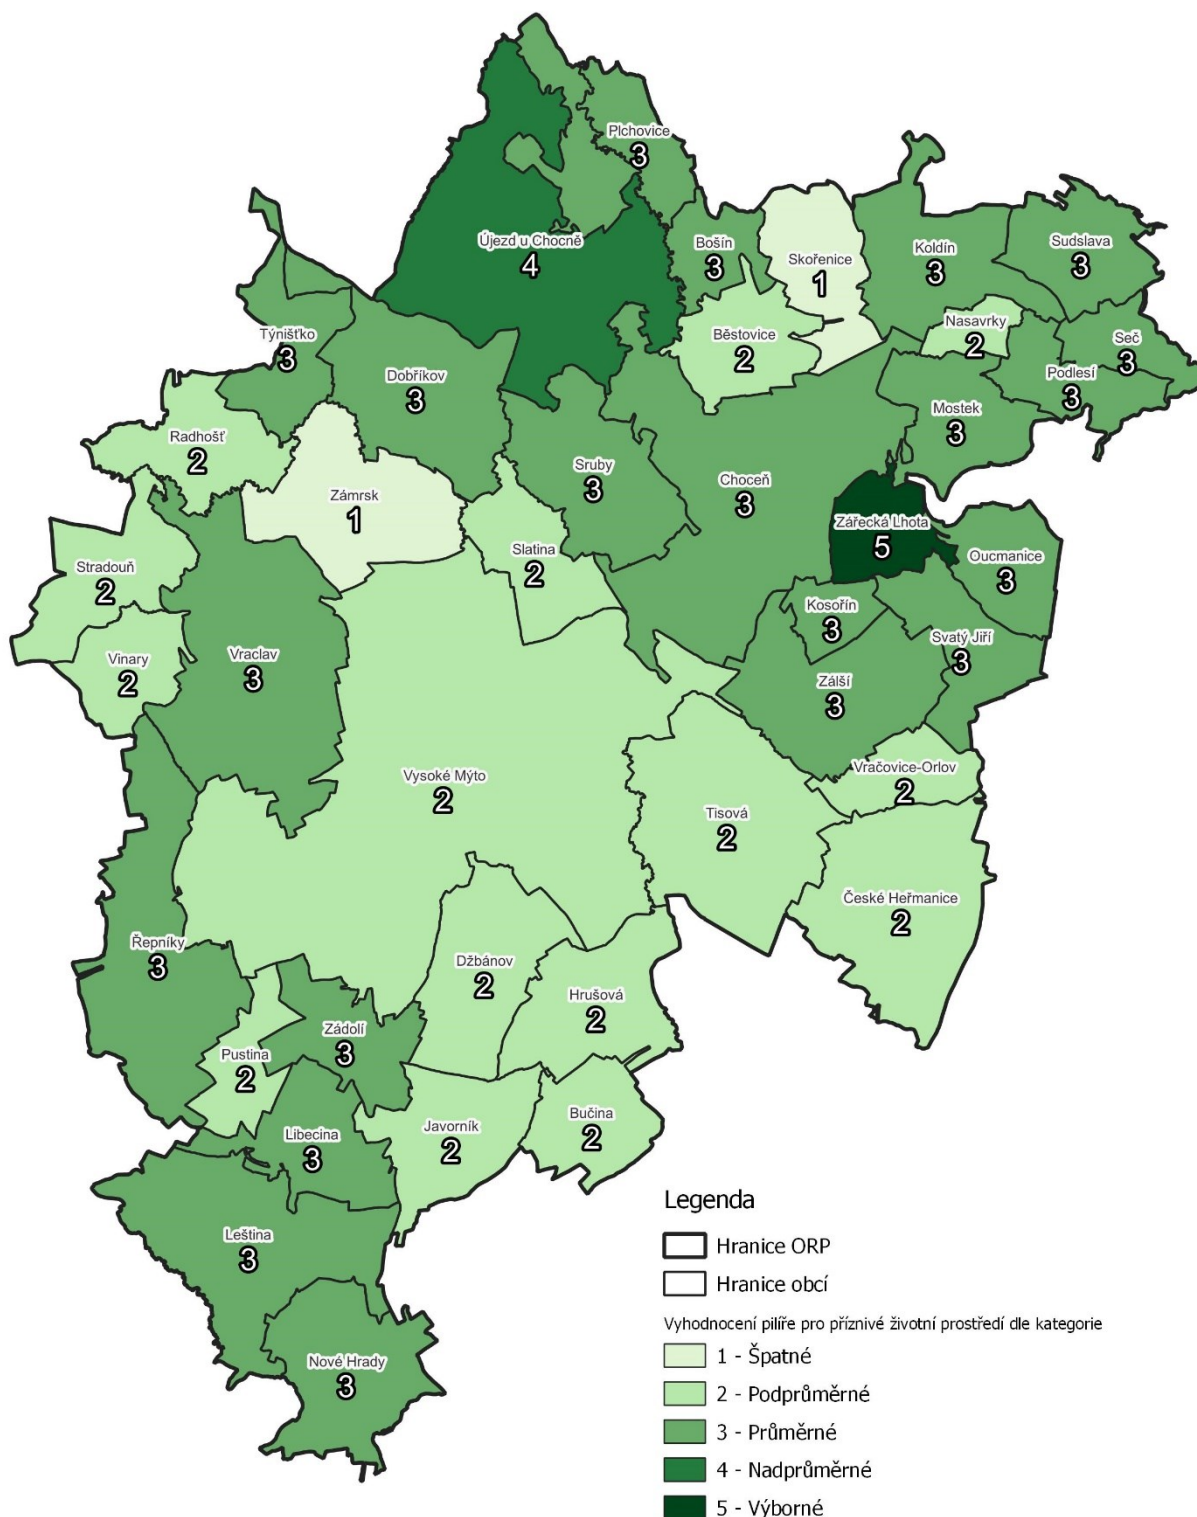 Plchovice
3
Újezd u Chocně
4
Bošín
3
Skořenice
1
Koldín
3
Sudslava
3
Týnišťko
3
Běstovice
2
Nasavrky
2
Seč
3
Podlesí
3
Dobříkov
3
Mostek
3
Radhošť
2
Sruby
3
Choceň
3
Zámrsk
1
Zářecká Lhota
5
Slatina
2
Oucmanice
3
Stradouň
2
Kosořín
3
Svatý Jiří
3
Vinary
2
Vraclav
3
Zálší
3
Vysoké Mýto
2
Vračovice-Orlov
2
Tisová
2
České Heřmanice
2
Řepníky
3
Džbánov
2
Hrušová
2
Zádolí
3
Pustina
2
Bučina
2
Javorník
2
Libecina
3
Leština
3
Nové Hrady
3
Legenda
Hranice ORP
Hranice obcí
Vyhodnocení pilíře pro příznivé životní prostředí dle kategorie
1 - Špatné
2 - Podprůměrné
3 - Průměrné
4 - Nadprůměrné
5 - Výborné